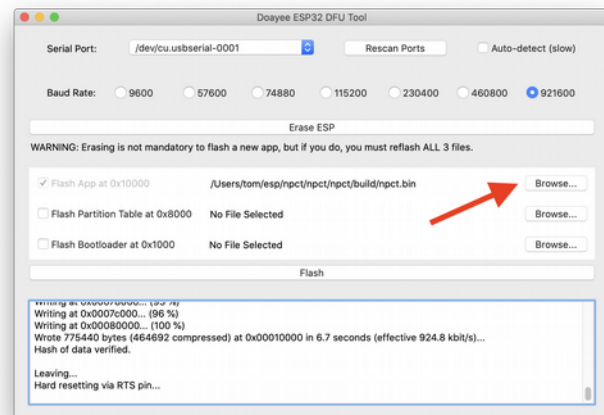 Doayee ESP32 DFU Tool
Serial Port: /dev/cu.usbserial-0001 Rescan Ports Auto-detect (slow)
Baud Rate: 9600 57600 74880 115200 230400 460800 921600
Erase ESP
WARNING: Erasing is not mandatory to flash a new app, but if you do, you must reflash ALL 3 files.
Flash App at 0x10000 /Users/tom/esp/npct/npct/npct/build/npct.bin Browse...
Flash Partition Table at 0x8000 No File Selected Browse...
Flash Bootloader at 0x1000 No File Selected Browse...
Flash
Writing at 0x00078000... (93 %)
Writing at 0x0007c000... (96 %)
Writing at 0x00080000... (100 %)
Wrote 775440 bytes (464692 compressed) at 0x00010000 in 6.7 seconds (effective 924.8 kbit/s)...
Hash of data verified.
Leaving...
Hard resetting via RTS pin...